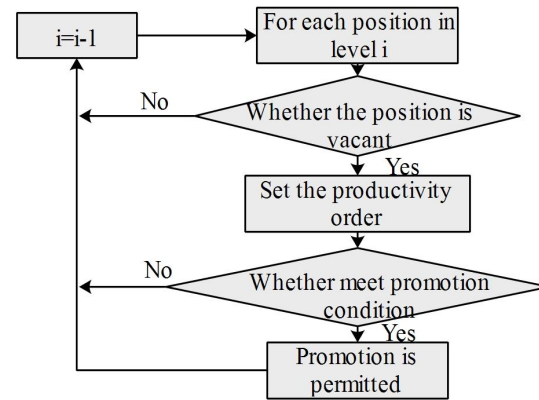 i=i-1
For each position in
level i
No
Whether the position is
vacant
Yes
Set the productivity
order
No
Whether meet promotion
condition
Yes
Promotion is
permitted